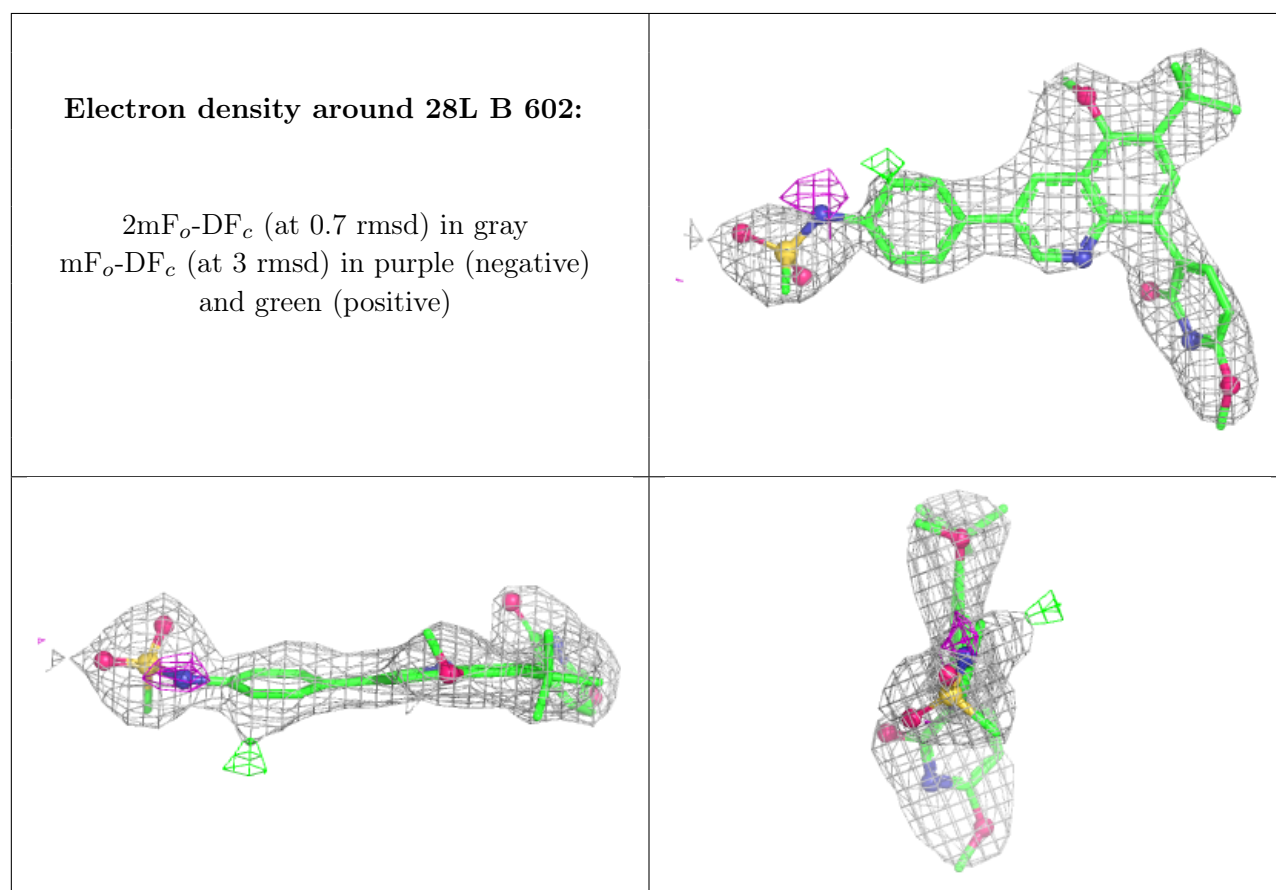 Electron density around 28L B 602:
2mFo-DFc (at 0.7 rmsd) in gray
mFo-DFc (at 3 rmsd) in purple (negative)
and green (positive)